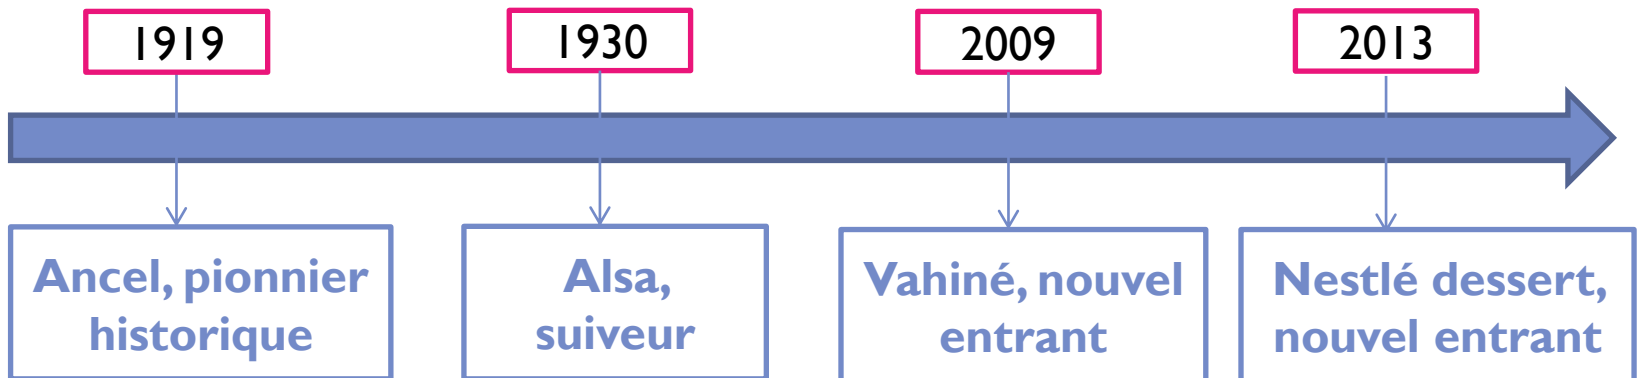 1919
1930
2009
2013
Ancel, pionnier
historique
Alsa,
suiveur
Vahiné, nouvel
entrant
Nestlé dessert,
nouvel entrant